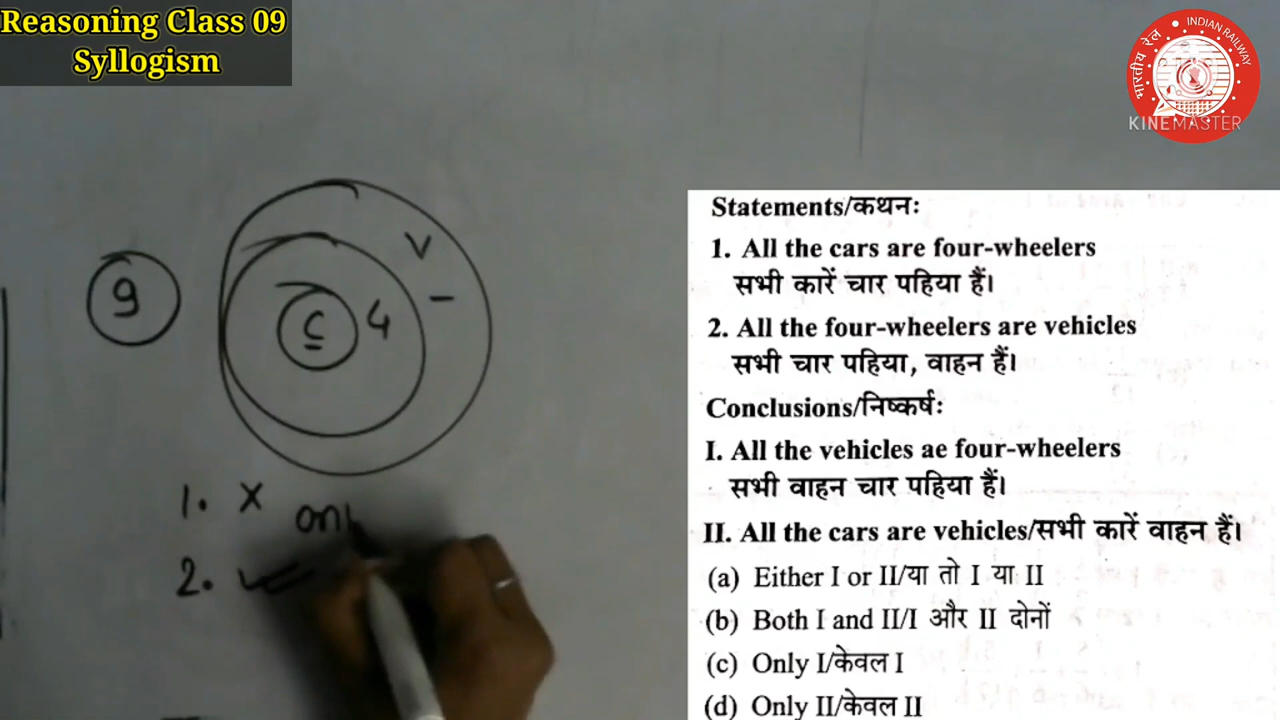 Reasoning Class 09
Syllogism
भारतीय रेल
INDIAN RAILWAY
KINEMASTER
9
V
4
C
1. X
only
2. ✓
Statements/कथनः
1. All the cars are four-wheelers
सभी कारें चार पहिया हैं।
2. All the four-wheelers are vehicles
सभी चार पहिया, वाहन हैं।
Conclusions/निष्कर्षः
I. All the vehicles ae four-wheelers
सभी वाहन चार पहिया हैं।
II. All the cars are vehicles/सभी कारें वाहन हैं।
(a) Either I or II/या तो I या II
(b) Both I and II/I और II दोनों
(c) Only I/केवल I
(d) Only II/केवल II